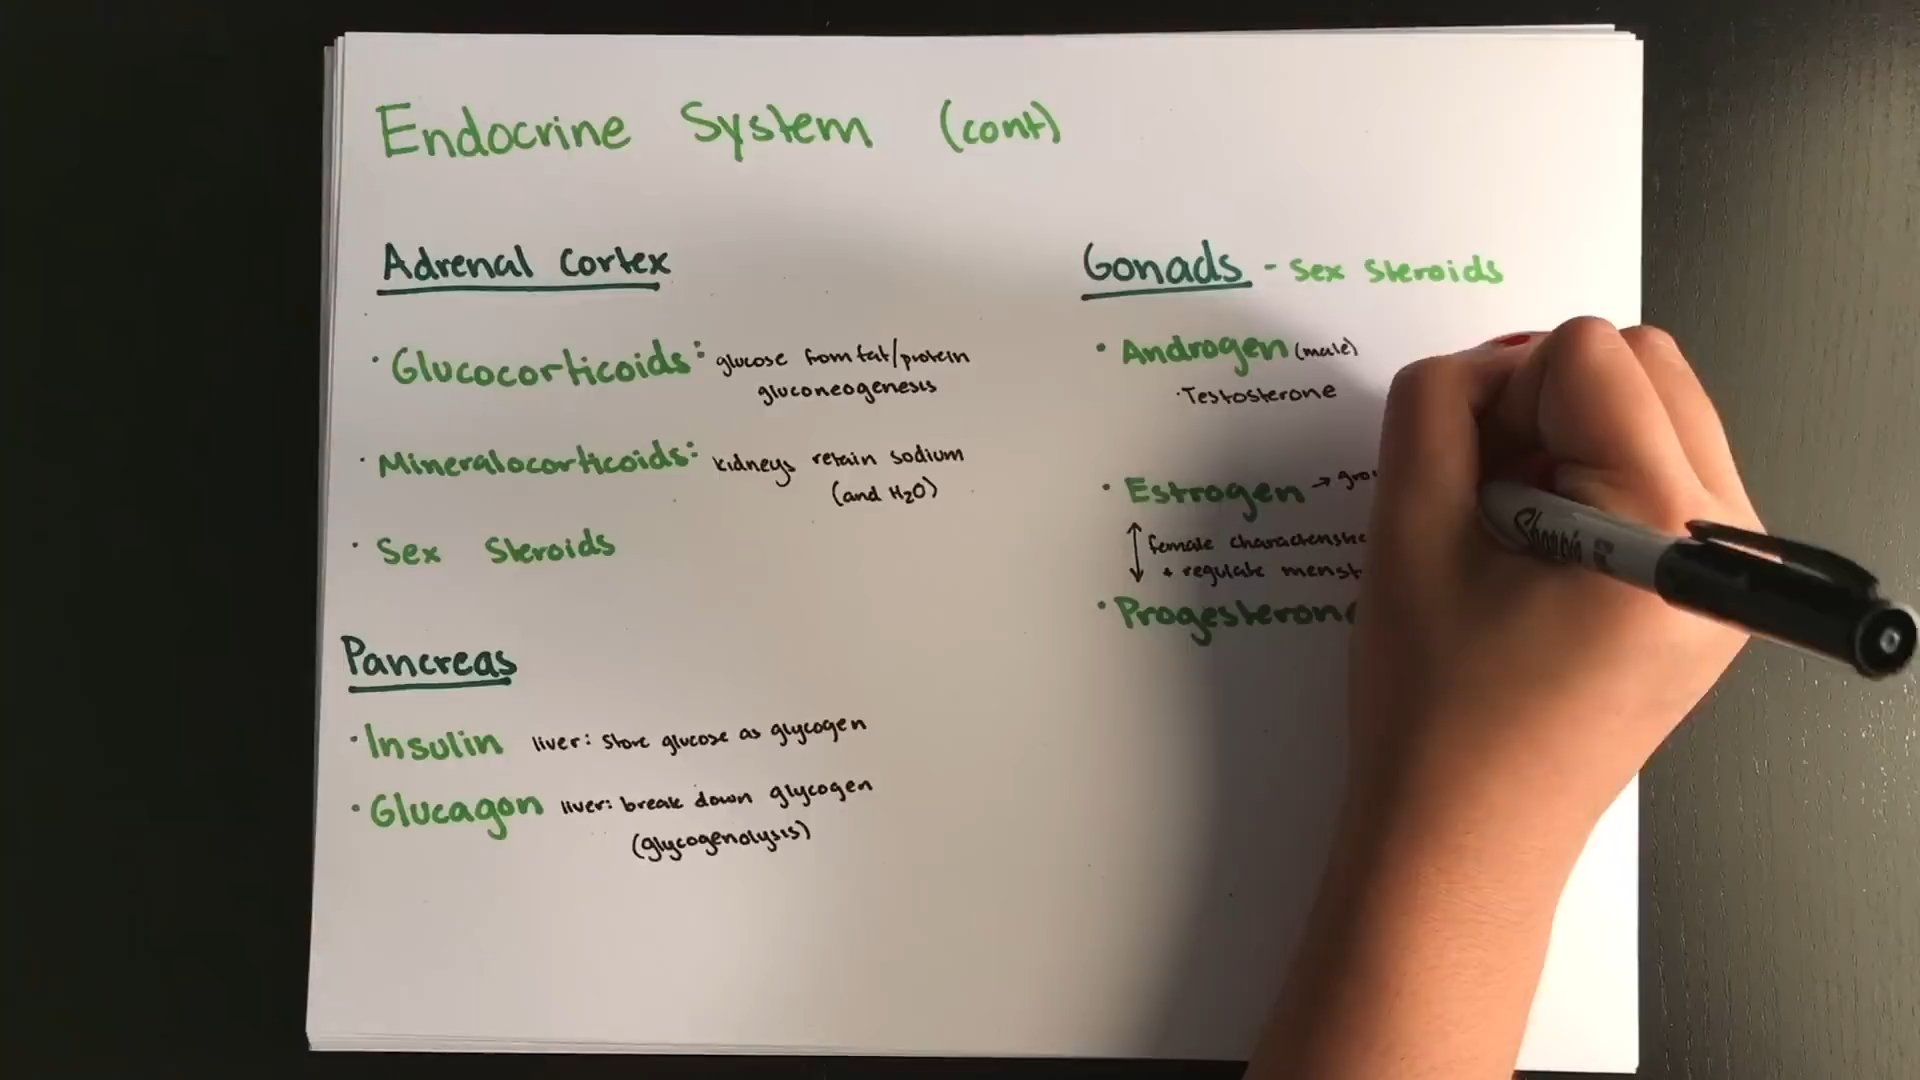 Endocrine System (cont)
Adrenal Cortex
· Glucocorticoids: glucose from fat/protein
gluconeogenesis
· Mineralocorticoids: kidneys retain sodium
(and H₂O)
· Sex Steroids
Pancreas
· Insulin liver: store glucose as glycogen
· Glucagon liver: break down glycogen
(glycogenolysis)
Gonads - Sex Steroids
· Androgen (male)
· Testosterone
· Estrogen →
↕ female
+ regulate
· Progesterone
Sharpie